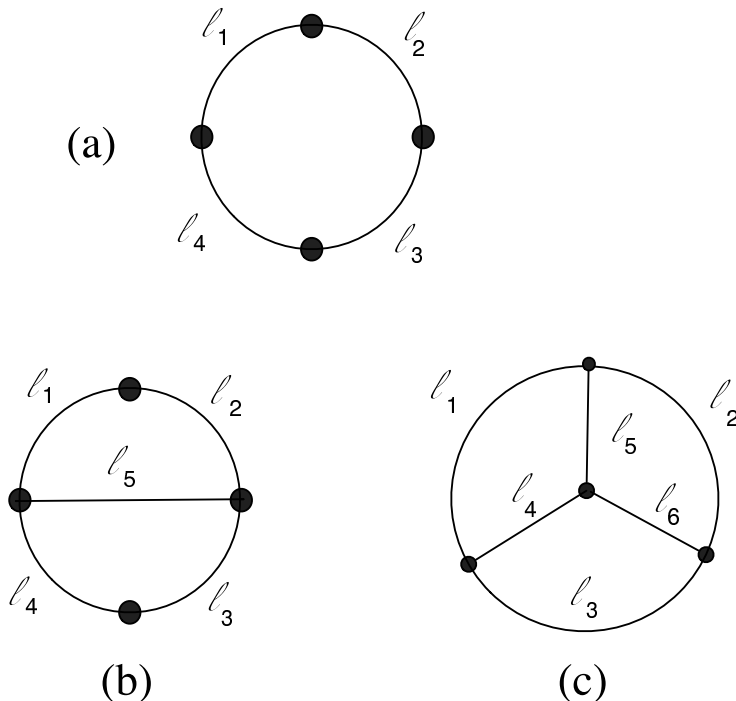 ℓ1 ℓ2
(a)
ℓ4 ℓ3
ℓ1 ℓ2
ℓ5
ℓ4 ℓ3
(b)
ℓ1 ℓ2
ℓ5
ℓ4 ℓ6
ℓ3
(c)